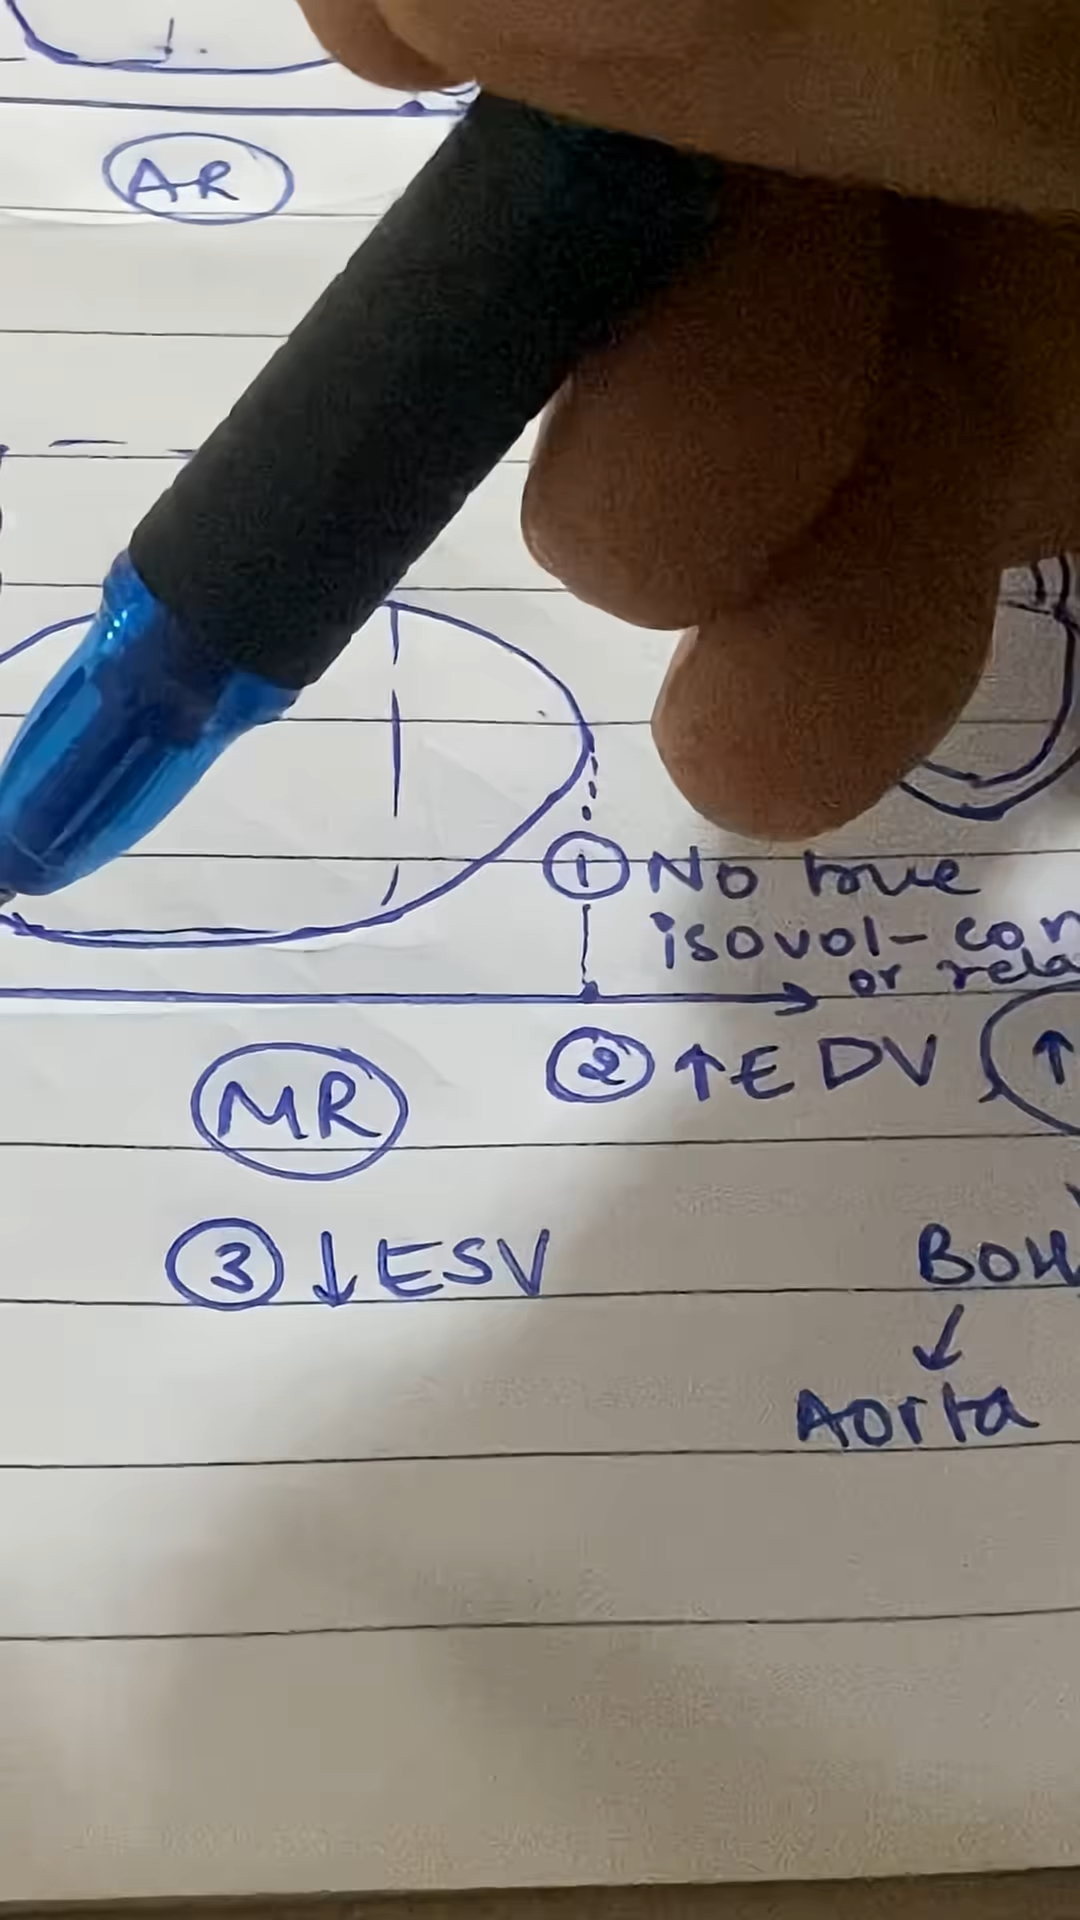 AR
① No true
isovol- con
or rela
② ↑EDV ↑
MR
③ ↓ESV
↓
Aorta